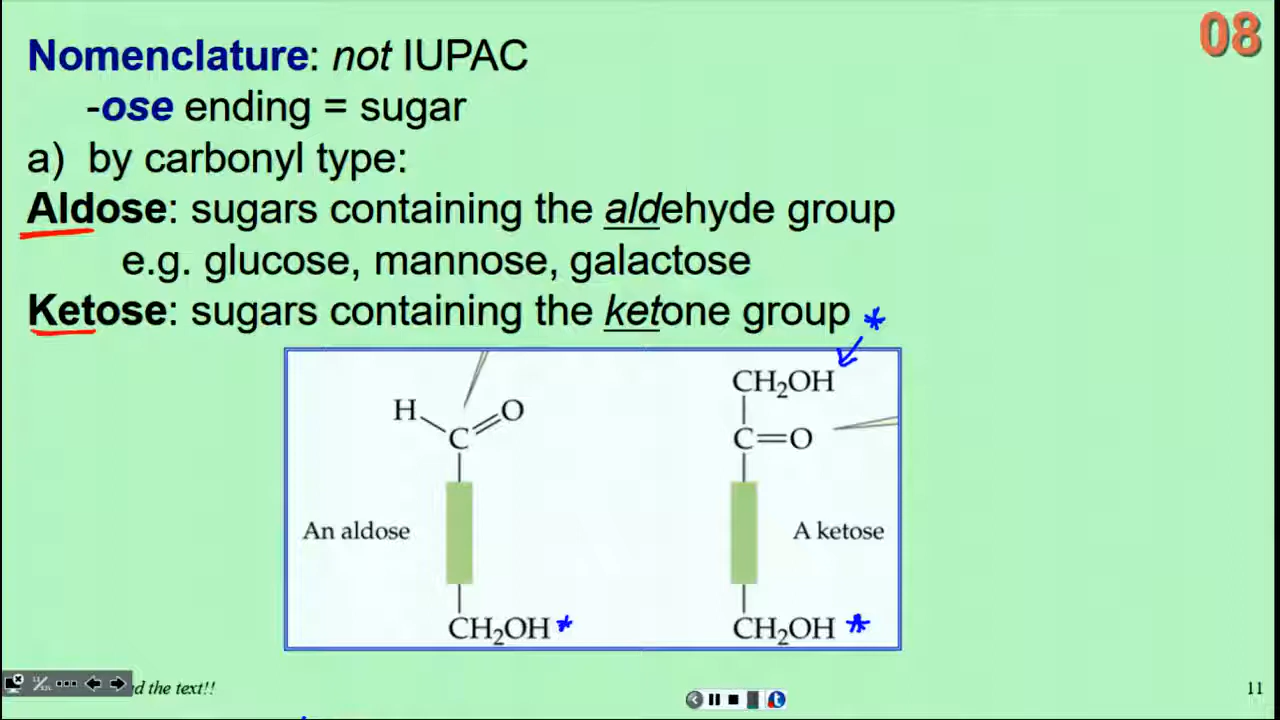 08
Nomenclature: not IUPAC
-ose ending = sugar
a) by carbonyl type:
Aldose: sugars containing the aldehyde group
e.g. glucose, mannose, galactose
Ketose: sugars containing the ketone group *
H C O
An aldose
CH₂OH *
CH₂OH
C=O
A ketose
CH₂OH *
d the text!!
11